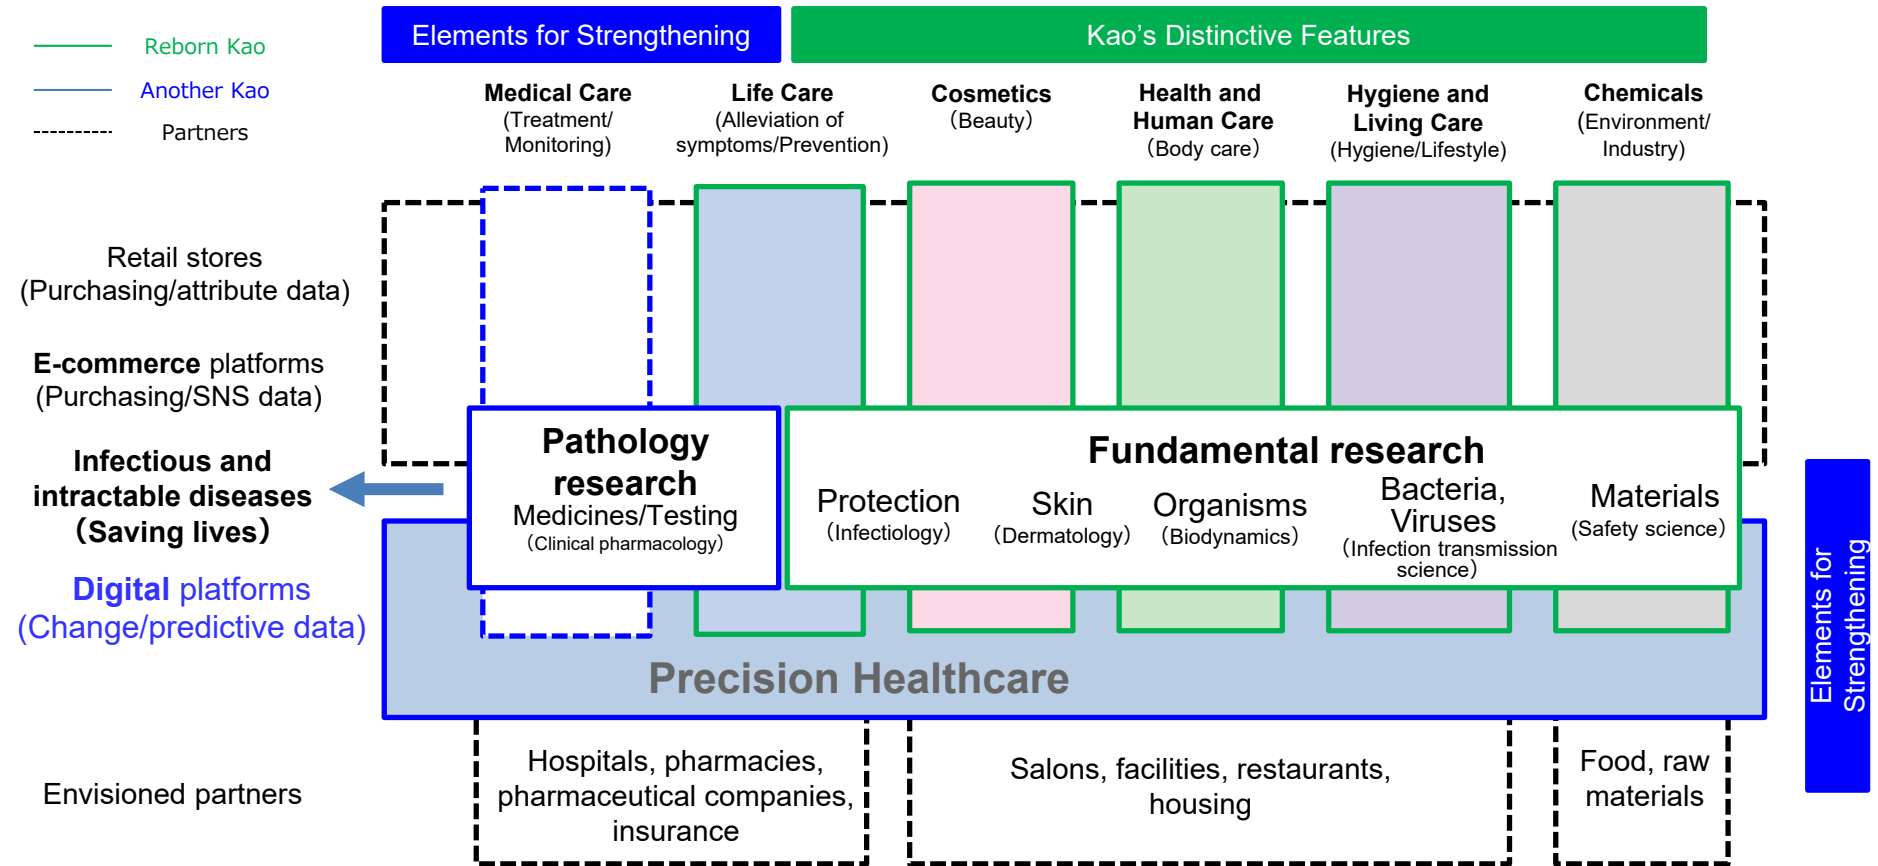 Reborn Kao
Another Kao
Partners
Elements for Strengthening
Kao’s Distinctive Features
Medical Care
(Treatment/
Monitoring)
Life Care
(Alleviation of
symptoms/Prevention)
Cosmetics
（Beauty）
Health and
Human Care
（Body care）
Hygiene and
Living Care
(Hygiene/Lifestyle)
Chemicals
(Environment/
Industry)
Retail stores
(Purchasing/attribute data)
E-commerce platforms
(Purchasing/SNS data)
Infectious and
intractable diseases
（Saving lives）
Digital platforms
(Change/predictive data)
Pathology
research
Medicines/Testing
（Clinical pharmacology）
Fundamental research
Protection
（Infectiology）
Skin
（Dermatology）
Organisms
（Biodynamics）
Bacteria,
Viruses
（Infection transmission
science）
Materials
(Safety science）
Precision Healthcare
Elements for
Strengthening
Envisioned partners
Hospitals, pharmacies,
pharmaceutical companies,
insurance
Salons, facilities, restaurants,
housing
Food, raw
materials